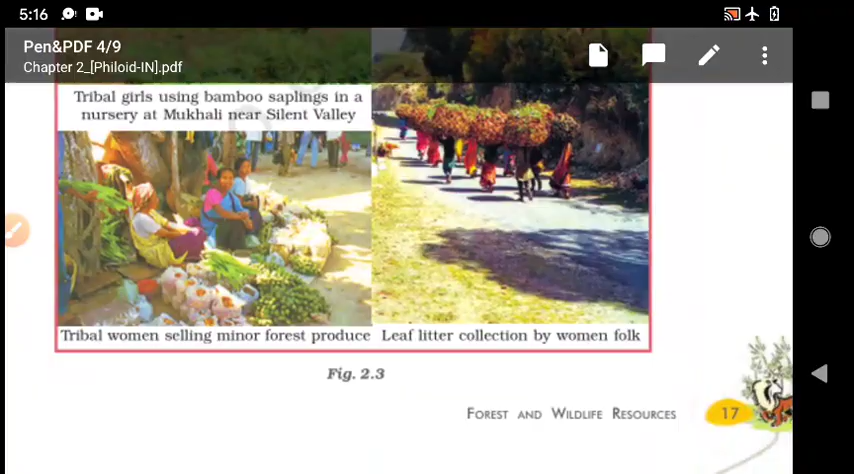 5:16
Pen&PDF 4/9
Chapter 2_[Philoid-IN].pdf
Tribal girls using bamboo saplings in a
nursery at Mukhali near Silent Valley
Tribal women selling minor forest produce
Leaf litter collection by women folk
Fig. 2.3
FOREST AND WILDLIFE RESOURCES
17